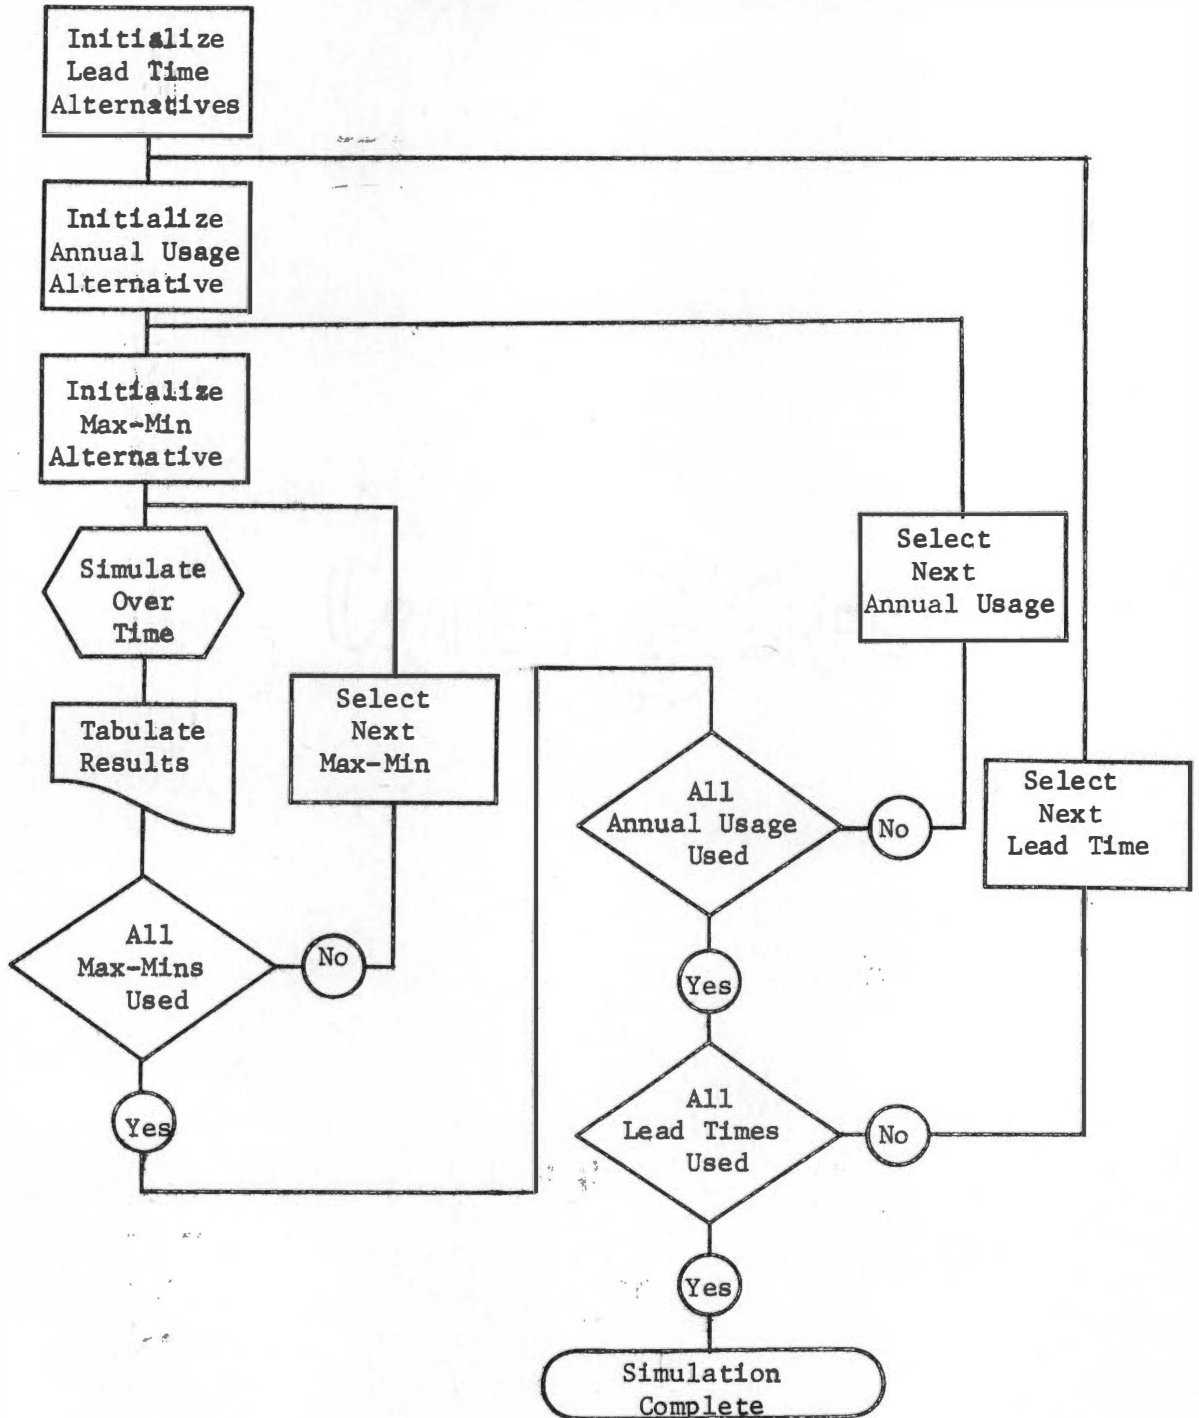 Initialize
Lead Time
Alternatives
Initialize
Annual Usage
Alternative
Initialize
Max-Min
Alternative
Simulate
Over
Time
Tabulate
Results
Select
Next
Max-Min
All
Max-Mins
Used
No
Yes
Select
Next
Annual Usage
All
Annual Usage
Used
No
Yes
Select
Next
Lead Time
All
Lead Times
Used
No
Yes
Simulation
Complete